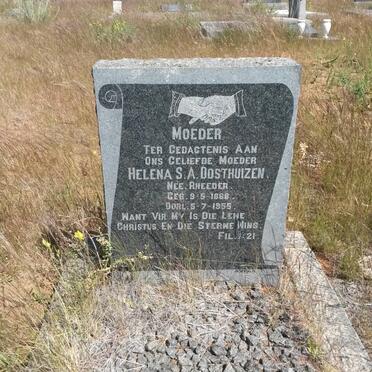 MOEDER
TER GEDAGTENIS AAN
ONS GELIEFDE MOEDER
HELENA S.A. OOSTHUIZEN.
NEE. RHEEDER.
GEB. 9-5-1888.
OORL. 5-7-1955.
WANT VIR MY IS DIE LEWE
CHRISTUS EN DIE STERWE WINS.
FIL. 1:21